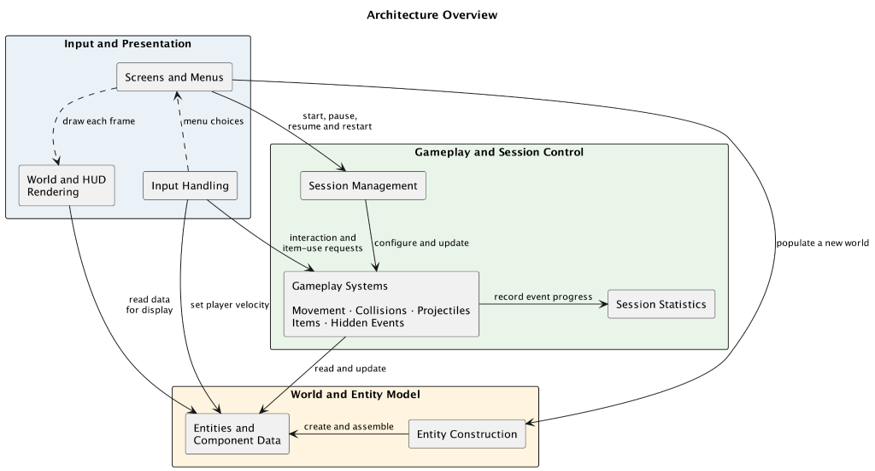 Architecture Overview
Input and Presentation
Screens and Menus
draw each frame
menu choices
start, pause,
resume and restart
World and HUD
Rendering
Input Handling
Gameplay and Session Control
Session Management
interaction and
item-use requests
configure and update
populate a new world
Gameplay Systems
Movement · Collisions · Projectiles
Items · Hidden Events
record event progress
Session Statistics
read data
for display
set player velocity
read and update
World and Entity Model
Entities and
Component Data
create and assemble
Entity Construction